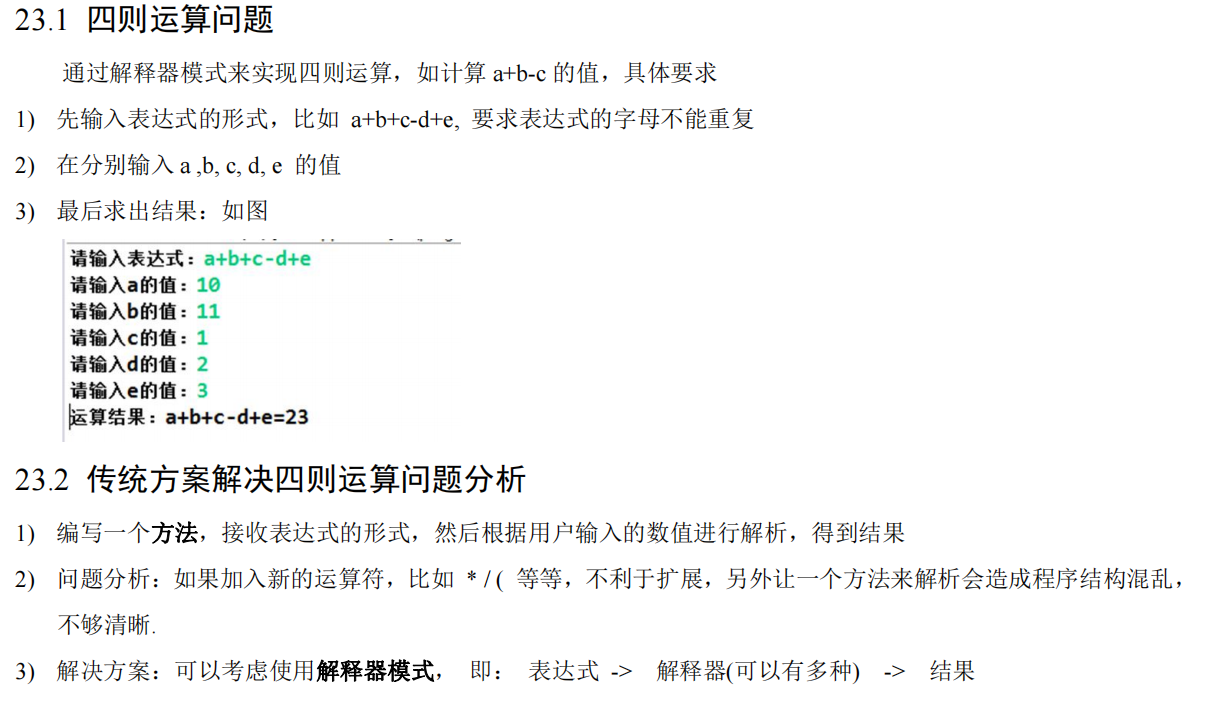 23.1 四则运算问题
通过解释器模式来实现四则运算，如计算 a+b-c 的值，具体要求
1) 先输入表达式的形式，比如 a+b+c-d+e, 要求表达式的字母不能重复
2) 在分别输入 a ,b, c, d, e 的值
3) 最后求出结果：如图
请输入表达式：a+b+c-d+e
请输入a的值：10
请输入b的值：11
请输入c的值：1
请输入d的值：2
请输入e的值：3
运算结果：a+b+c-d+e=23
23.2 传统方案解决四则运算问题分析
1) 编写一个方法，接收表达式的形式，然后根据用户输入的数值进行解析，得到结果
2) 问题分析：如果加入新的运算符，比如 * / ( 等等，不利于扩展，另外让一个方法来解析会造成程序结构混乱，
不够清晰.
3) 解决方案：可以考虑使用解释器模式， 即： 表达式 -> 解释器(可以有多种) -> 结果